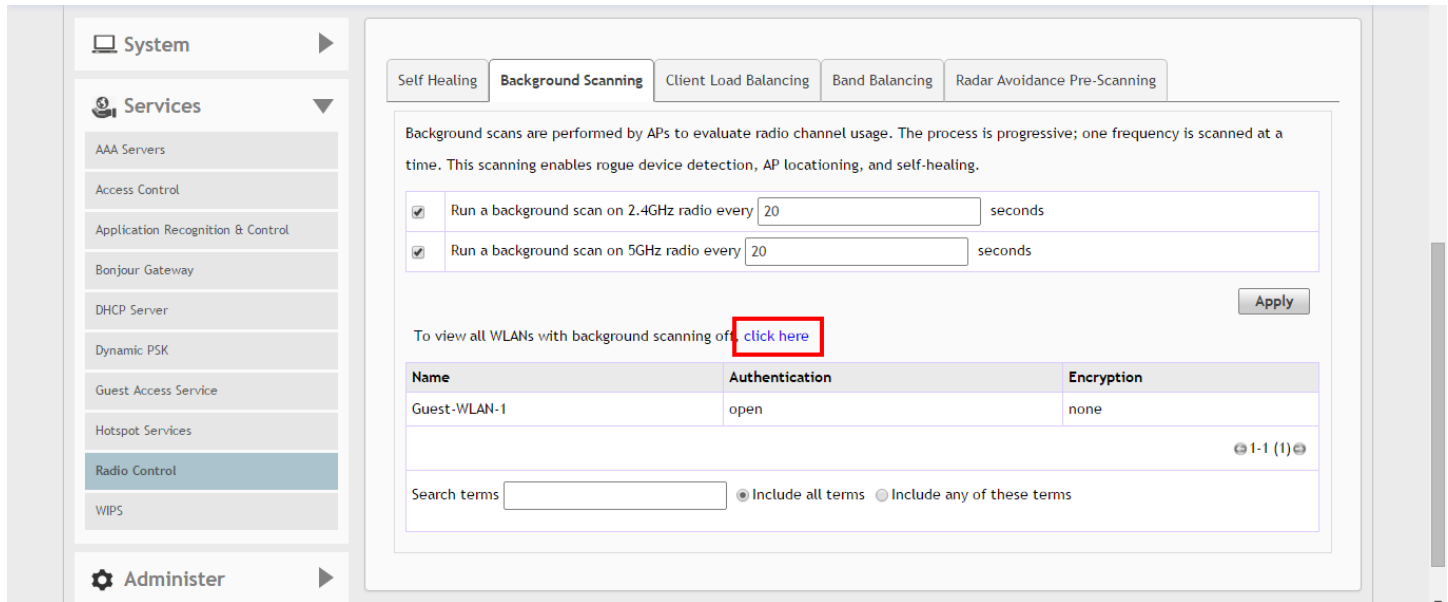 System
Services
AAA Servers
Access Control
Application Recognition & Control
Bonjour Gateway
DHCP Server
Dynamic PSK
Guest Access Service
Hotspot Services
Radio Control
WIPS
Administer
Self Healing Background Scanning Client Load Balancing Band Balancing Radar Avoidance Pre-Scanning
Background scans are performed by APs to evaluate radio channel usage. The process is progressive; one frequency is scanned at a
time. This scanning enables rogue device detection, AP locationing, and self-healing.
Run a background scan on 2.4GHz radio every 20 seconds
Run a background scan on 5GHz radio every 20 seconds
Apply
To view all WLANs with background scanning off, click here
Name Authentication Encryption
Guest-WLAN-1 open none
1-1 (1)
Search terms Include all terms Include any of these terms